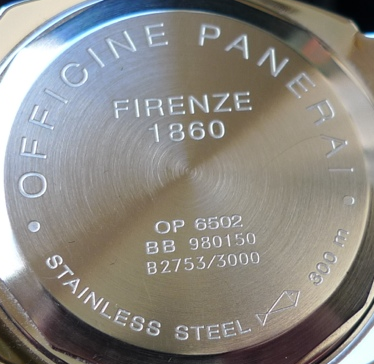 OFFICINE PANERAI
FIRENZE
1860
OP 6502
BB 980150
B2753/3000
STAINLESS STEEL
300 m